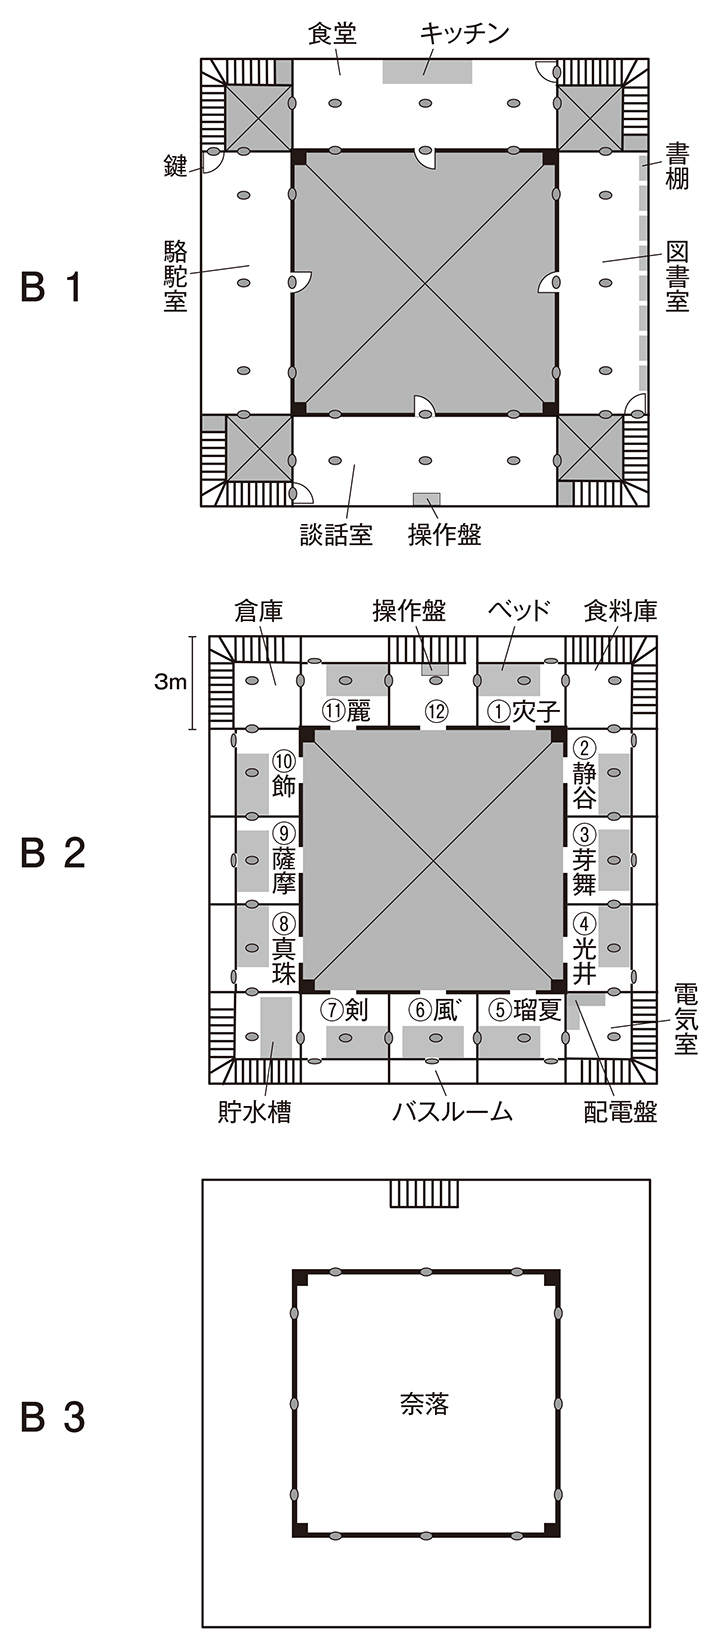 食堂
キッチン
鍵
書棚
駱駝室
図書室
B 1
談話室
操作盤
倉庫
操作盤
ベッド
食料庫
3m
⑪麗
⑫
①灾子
⑩飾
②静谷
B 2
⑨薩摩
③芽舞
⑧真珠
④光井
⑦剣
⑥颪
⑤瑠夏
電気室
貯水槽
バスルーム
配電盤
B 3
奈落